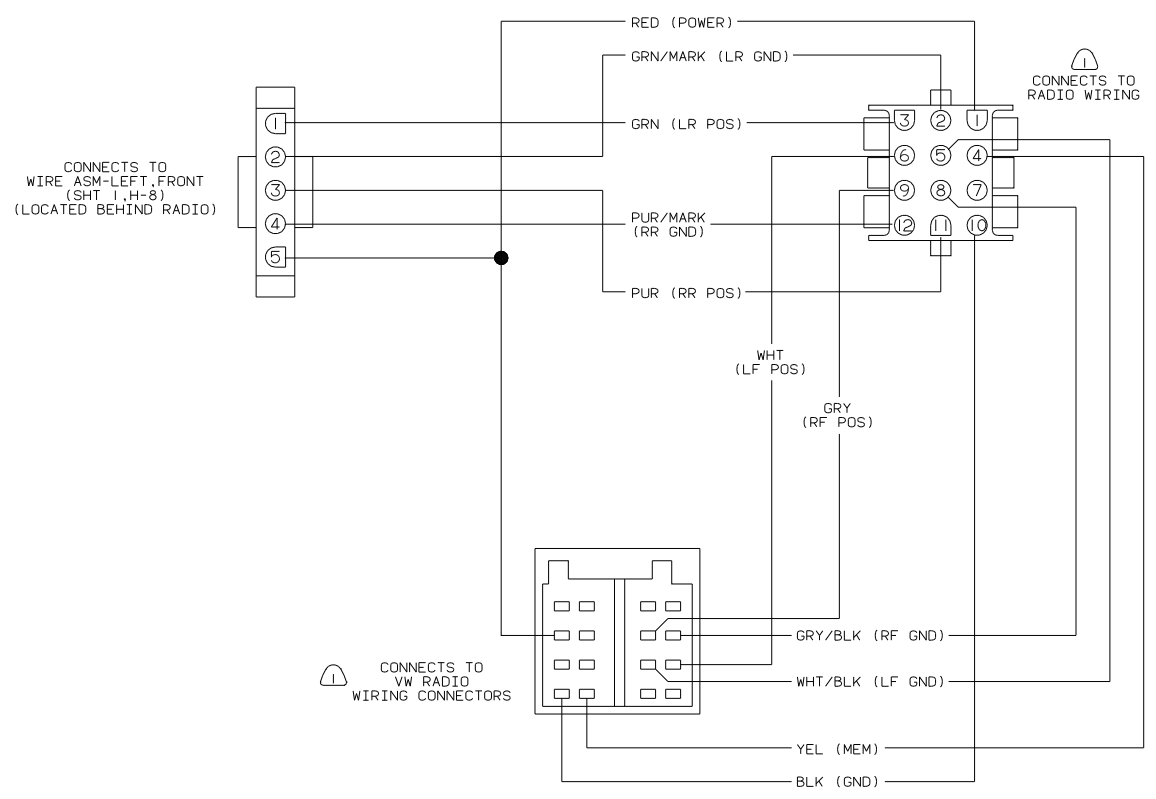 RED (POWER)
GRN/MARK (LR GND)
1
CONNECTS TO
RADIO WIRING
1
GRN (LR POS)
3
2
1
2
6
5
4
CONNECTS TO
WIRE ASM-LEFT,FRONT
(SHT 1,H-8)
(LOCATED BEHIND RADIO)
3
9
8
7
4
PUR/MARK
(RR GND)
12
11
10
5
PUR (RR POS)
WHT
(LF POS)
GRY
(RF POS)
GRY/BLK (RF GND)
1
CONNECTS TO
VW RADIO
WIRING CONNECTORS
WHT/BLK (LF GND)
YEL (MEM)
BLK (GND)